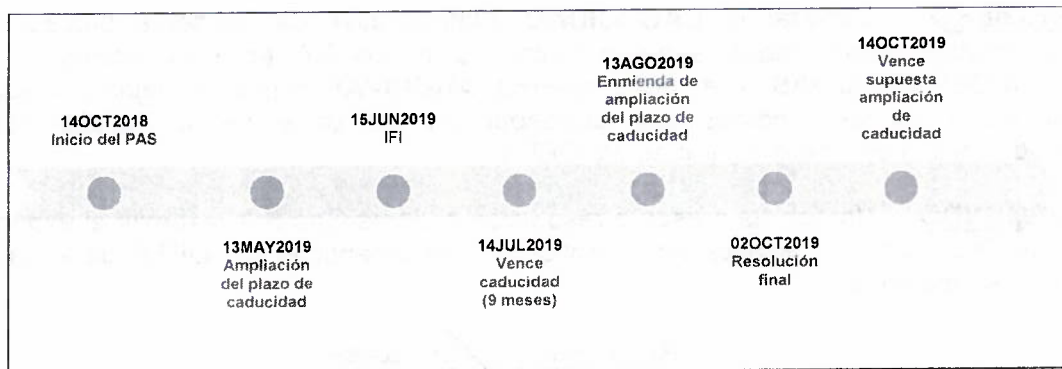 14OCT2018
Inicio del PAS
13MAY2019
Ampliación
del plazo de
caducidad
15JUN2019
IFI
14JUL2019
Vence
caducidad
(9 meses)
13AGO2019
Enmienda de
ampliación
del plazo de
caducidad
02OCT2019
Resolución
final
14OCT2019
Vence
supuesta
ampliación
de
caducidad